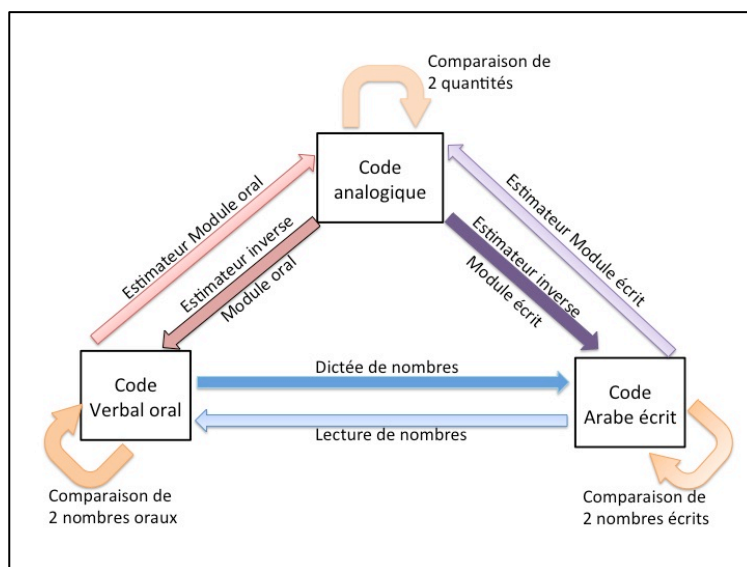 Comparaison de
2 quantités
Code
analogique
Estimateur Module oral
Estimateur inverse
Module oral
Estimateur inverse
Module écrit
Estimateur Module écrit
Code
Verbal oral
Dictée de nombres
Lecture de nombres
Code
Arabe écrit
Comparaison de
2 nombres oraux
Comparaison de
2 nombres écrits